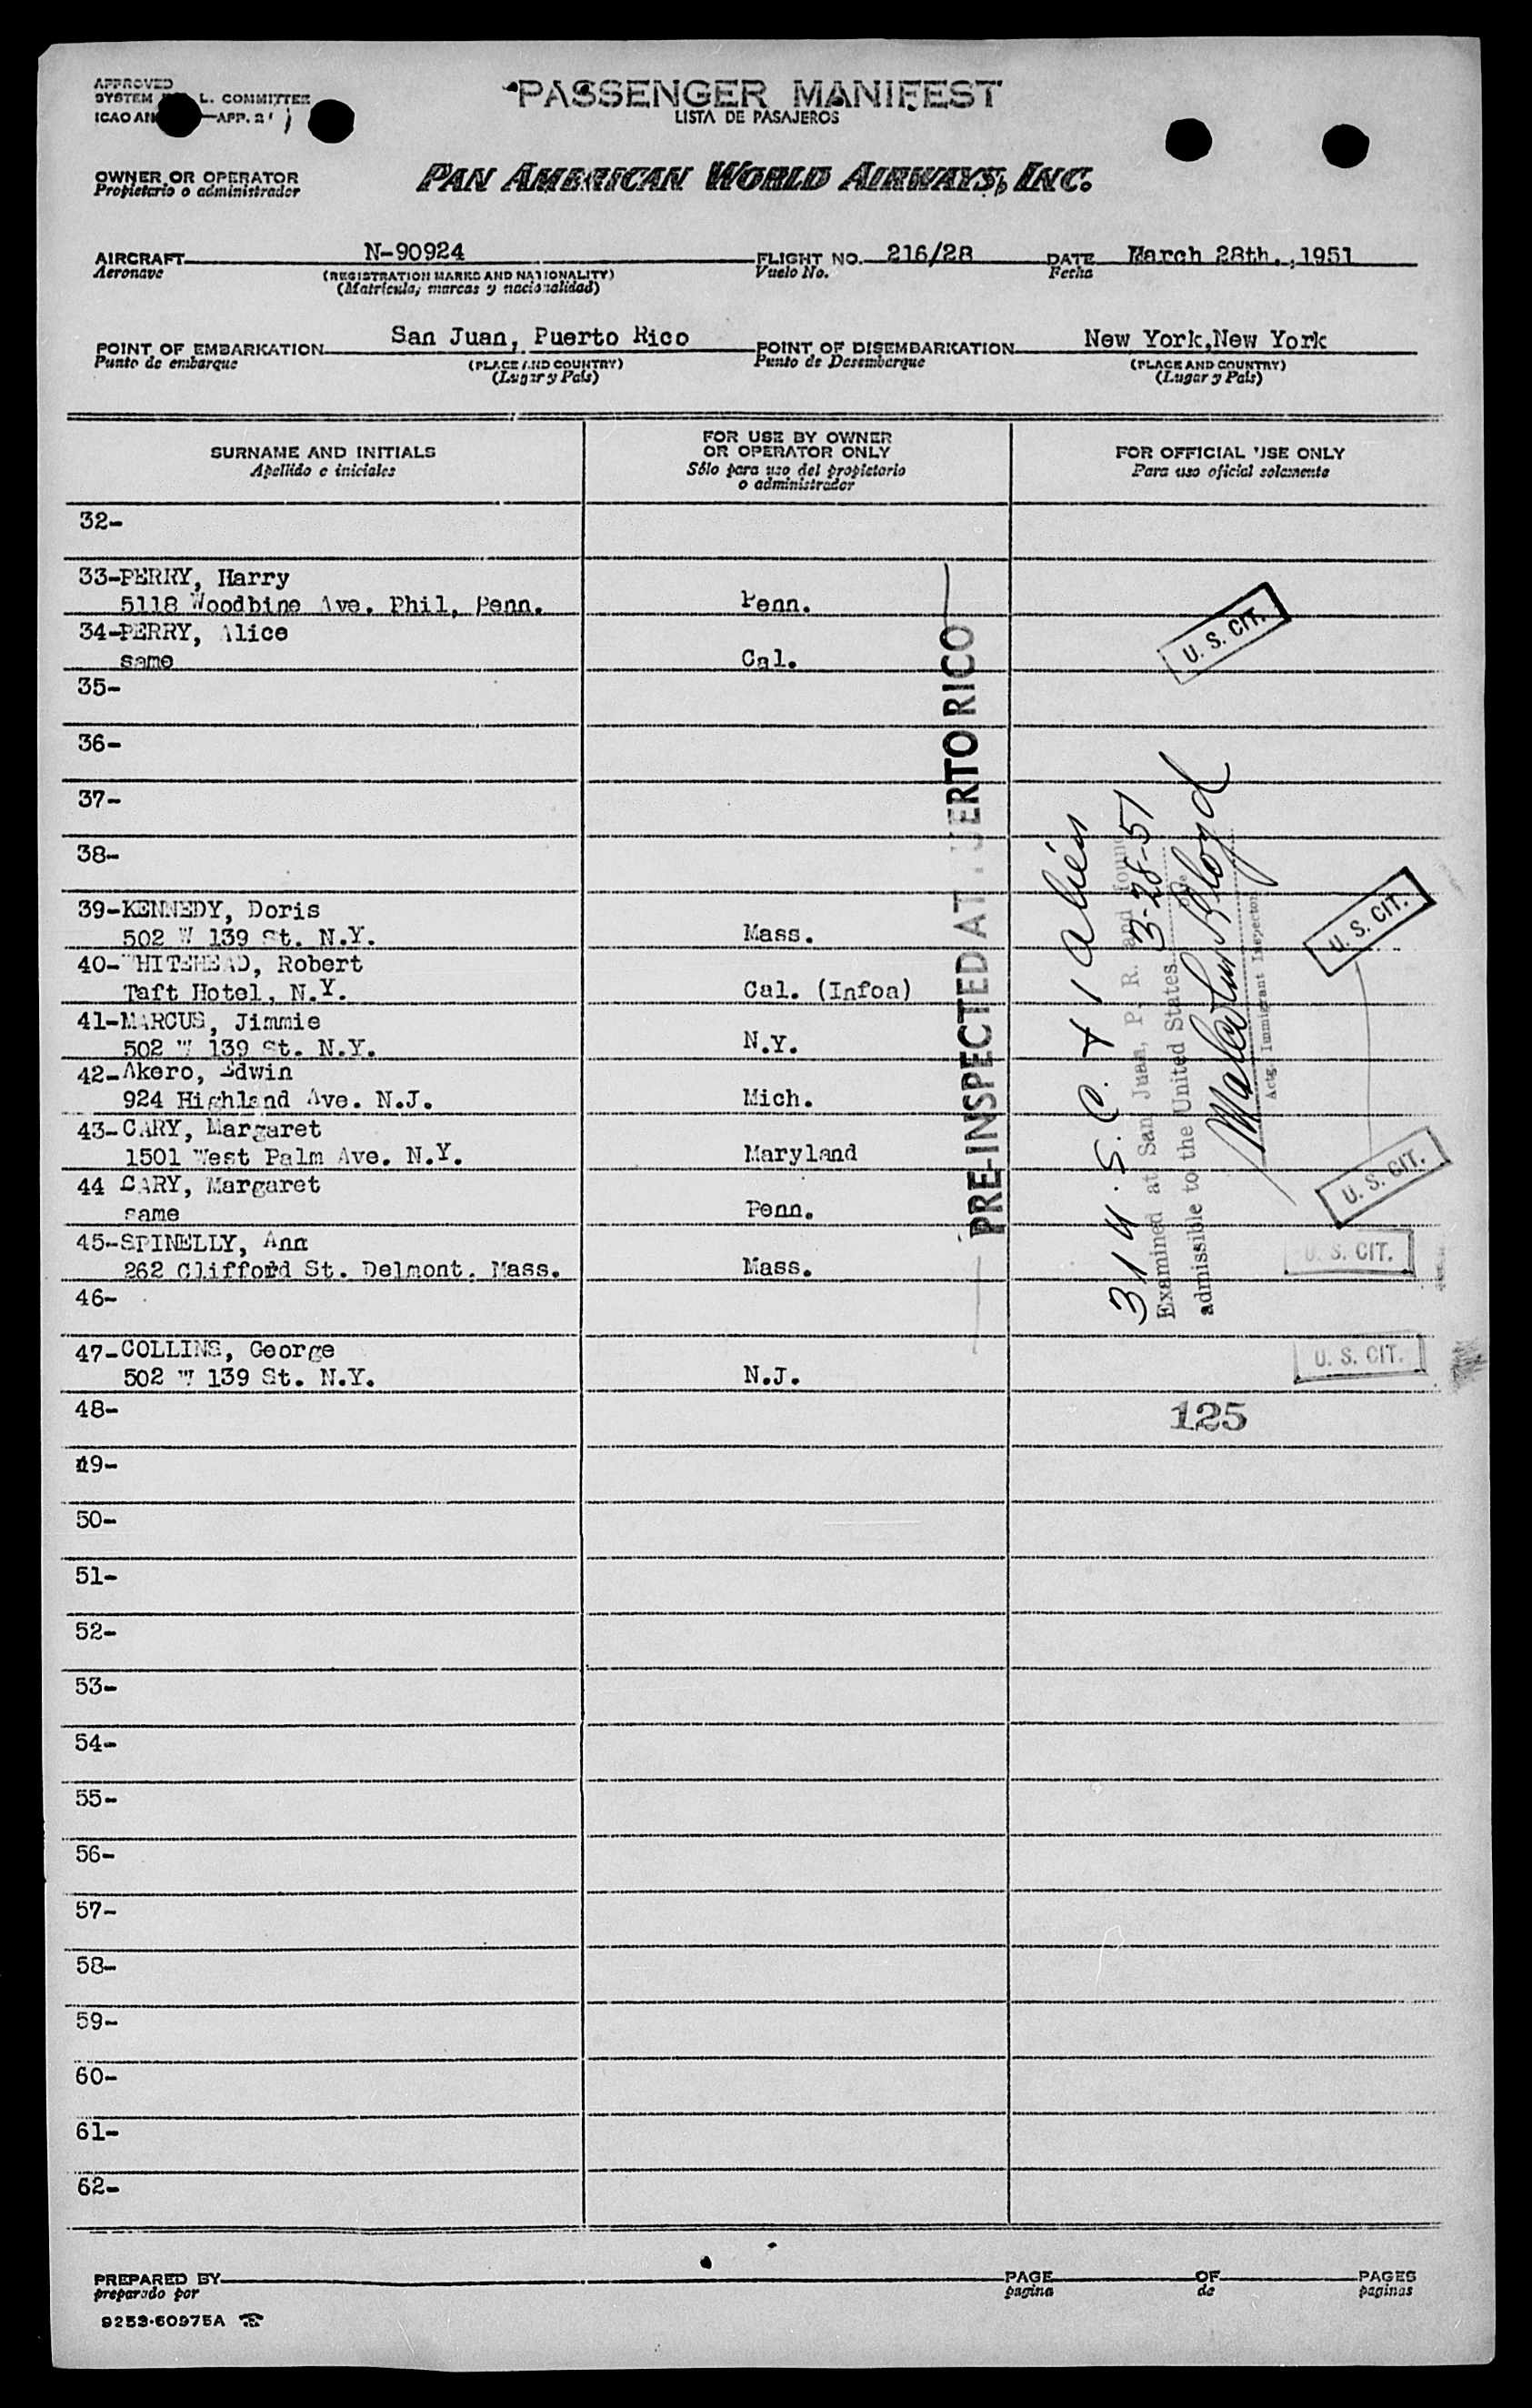 APPROVED
SYSTEM L. COMMITTEE
ICAO AN —APP. 2
PASSENGER MANIFEST
LISTA DE PASAJEROS
OWNER OR OPERATOR
Propietario o administrador
PAN AMERICAN WORLD AIRWAYS, INC.
AIRCRAFT N-90924 FLIGHT NO. 216/28 DATE March 28th.,1951
Aeronave (REGISTRATION MARKS AND NATIONALITY) Vuelo No. Fecha
(Matrícula, marcas y nacionalidad)
POINT OF EMBARKATION San Juan, Puerto Rico POINT OF DISEMBARKATION New York,New York
Punto de embarque (PLACE AND COUNTRY) Punto de Desembarque (PLACE AND COUNTRY)
(Lugar y País) (Lugar y País)
SURNAME AND INITIALS
Apellido e iniciales
FOR USE BY OWNER
OR OPERATOR ONLY
Sólo para uso del propietario
o administrador
FOR OFFICIAL USE ONLY
Para uso oficial solamente
32-
33-PERRY, Harry
5118 Woodbine Ave. Phil, Penn. Penn.
34-PERRY, Alice
same Cal.
U. S. CIT.
35-
36-
37-
38-
39-KENNEDY, Doris
502 W 139 St. N.Y. Mass.
U. S. CIT.
40-WHITEHEAD, Robert
Taft Hotel, N.Y. Cal. (Infoa)
41-MARCUS, Jimmie
502 W 139 St. N.Y. N.Y.
42-Akero, Edwin
924 Highland Ave. N.J. Mich.
43-CARY, Margaret
1501 West Palm Ave. N.Y. Maryland
44 CARY, Margaret
same Penn.
U. S. CIT.
45-SPINELLY, Ann
262 Clifford St. Delmont, Mass. Mass.
U. S. CIT.
46-
47-COLLINS, George
502 W 139 St. N.Y. N.J.
U. S. CIT.
PRE-INSPECTED AT PUERTO RICO
U.S.C. + 1 alien
Examined at San Juan, P. R. and found
3-28-51
admissible to the United States
Actg. Immigrant Inspector
48-
125
49-
50-
51-
52-
53-
54-
55-
56-
57-
58-
59-
60-
61-
62-
PREPARED BY PAGE OF PAGES
preparado por pagina de paginas
9253-60975A